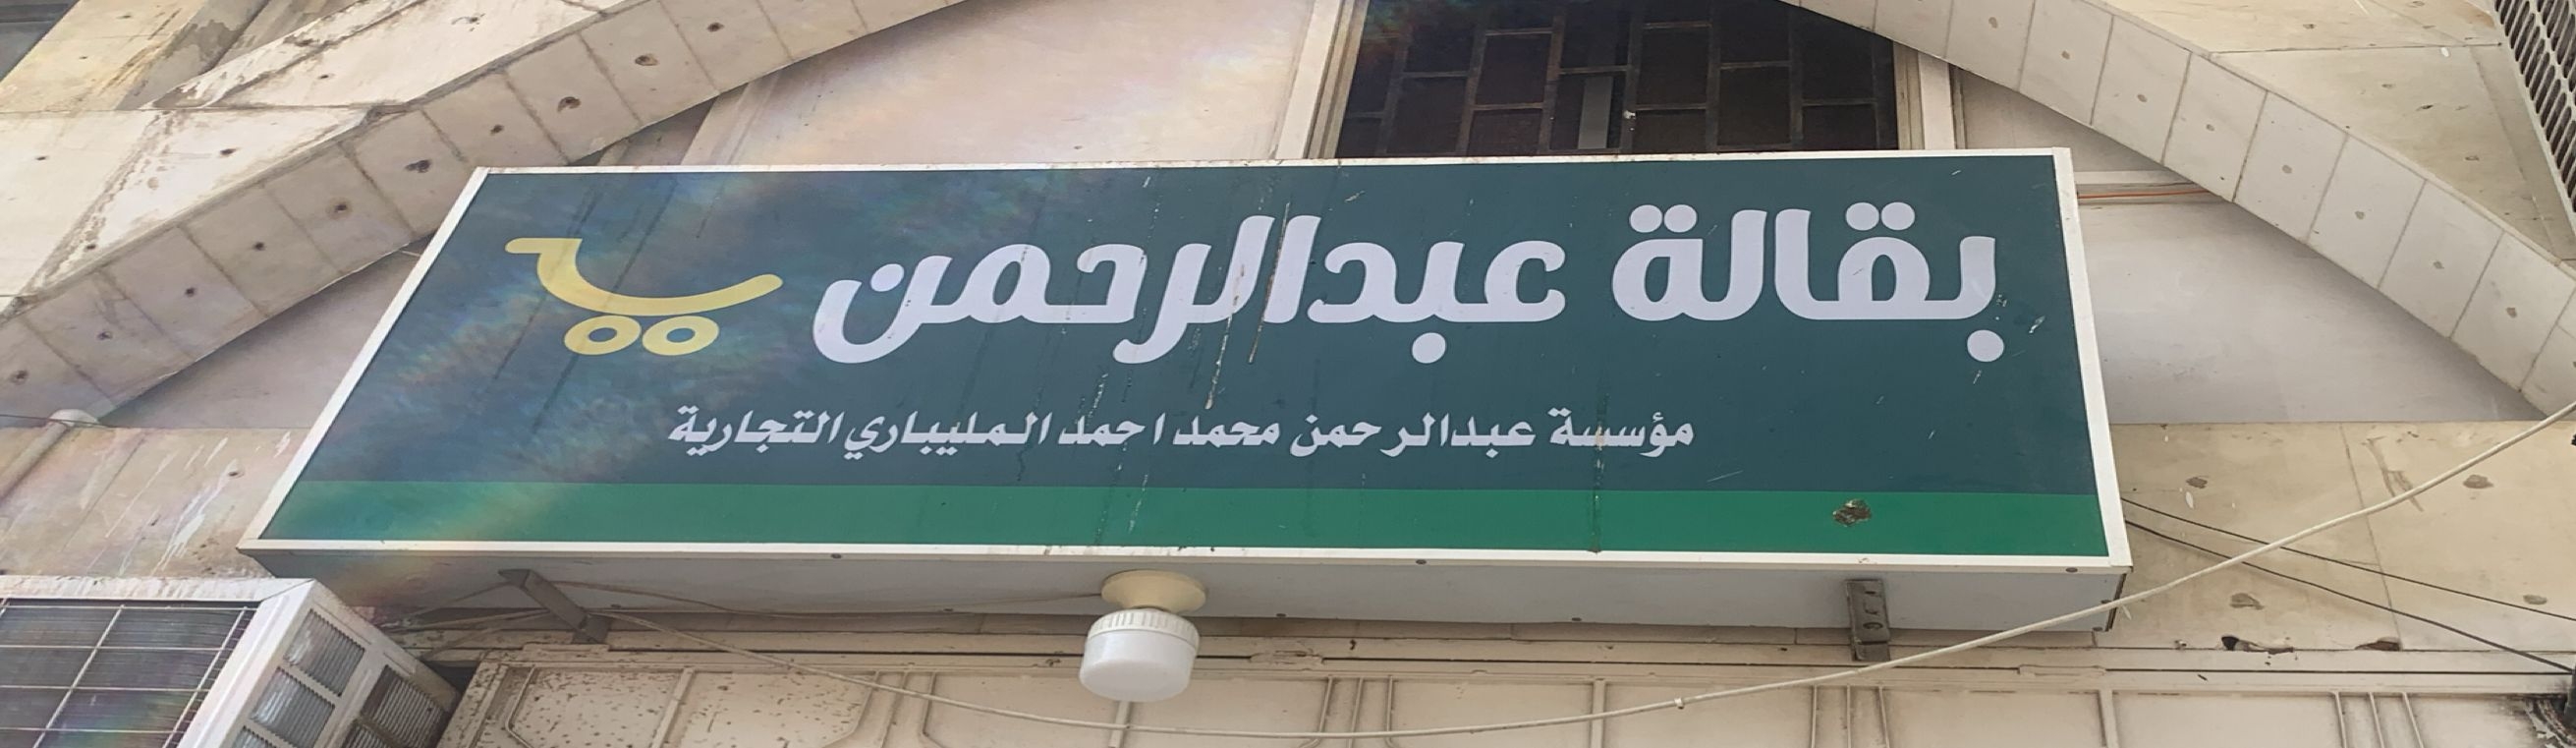 بقالة عبدالرحمن
مؤسسة عبدالرحمن محمد احمد المليباري التجارية